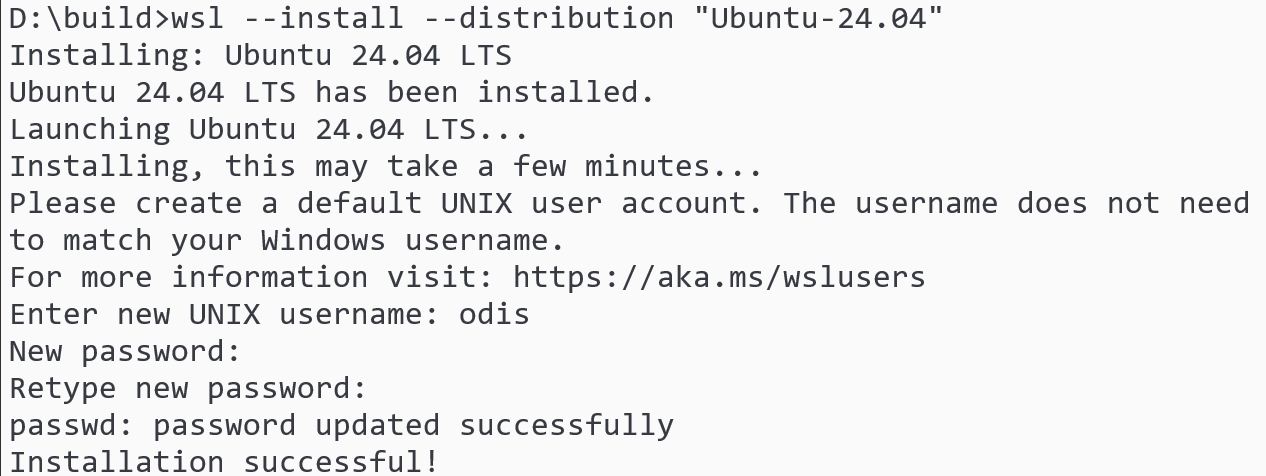 D:\build>wsl --install --distribution "Ubuntu-24.04"
Installing: Ubuntu 24.04 LTS
Ubuntu 24.04 LTS has been installed.
Launching Ubuntu 24.04 LTS...
Installing, this may take a few minutes...
Please create a default UNIX user account. The username does not need
to match your Windows username.
For more information visit: https://aka.ms/wslusers
Enter new UNIX username: odis
New password:
Retype new password:
passwd: password updated successfully
Installation successful!